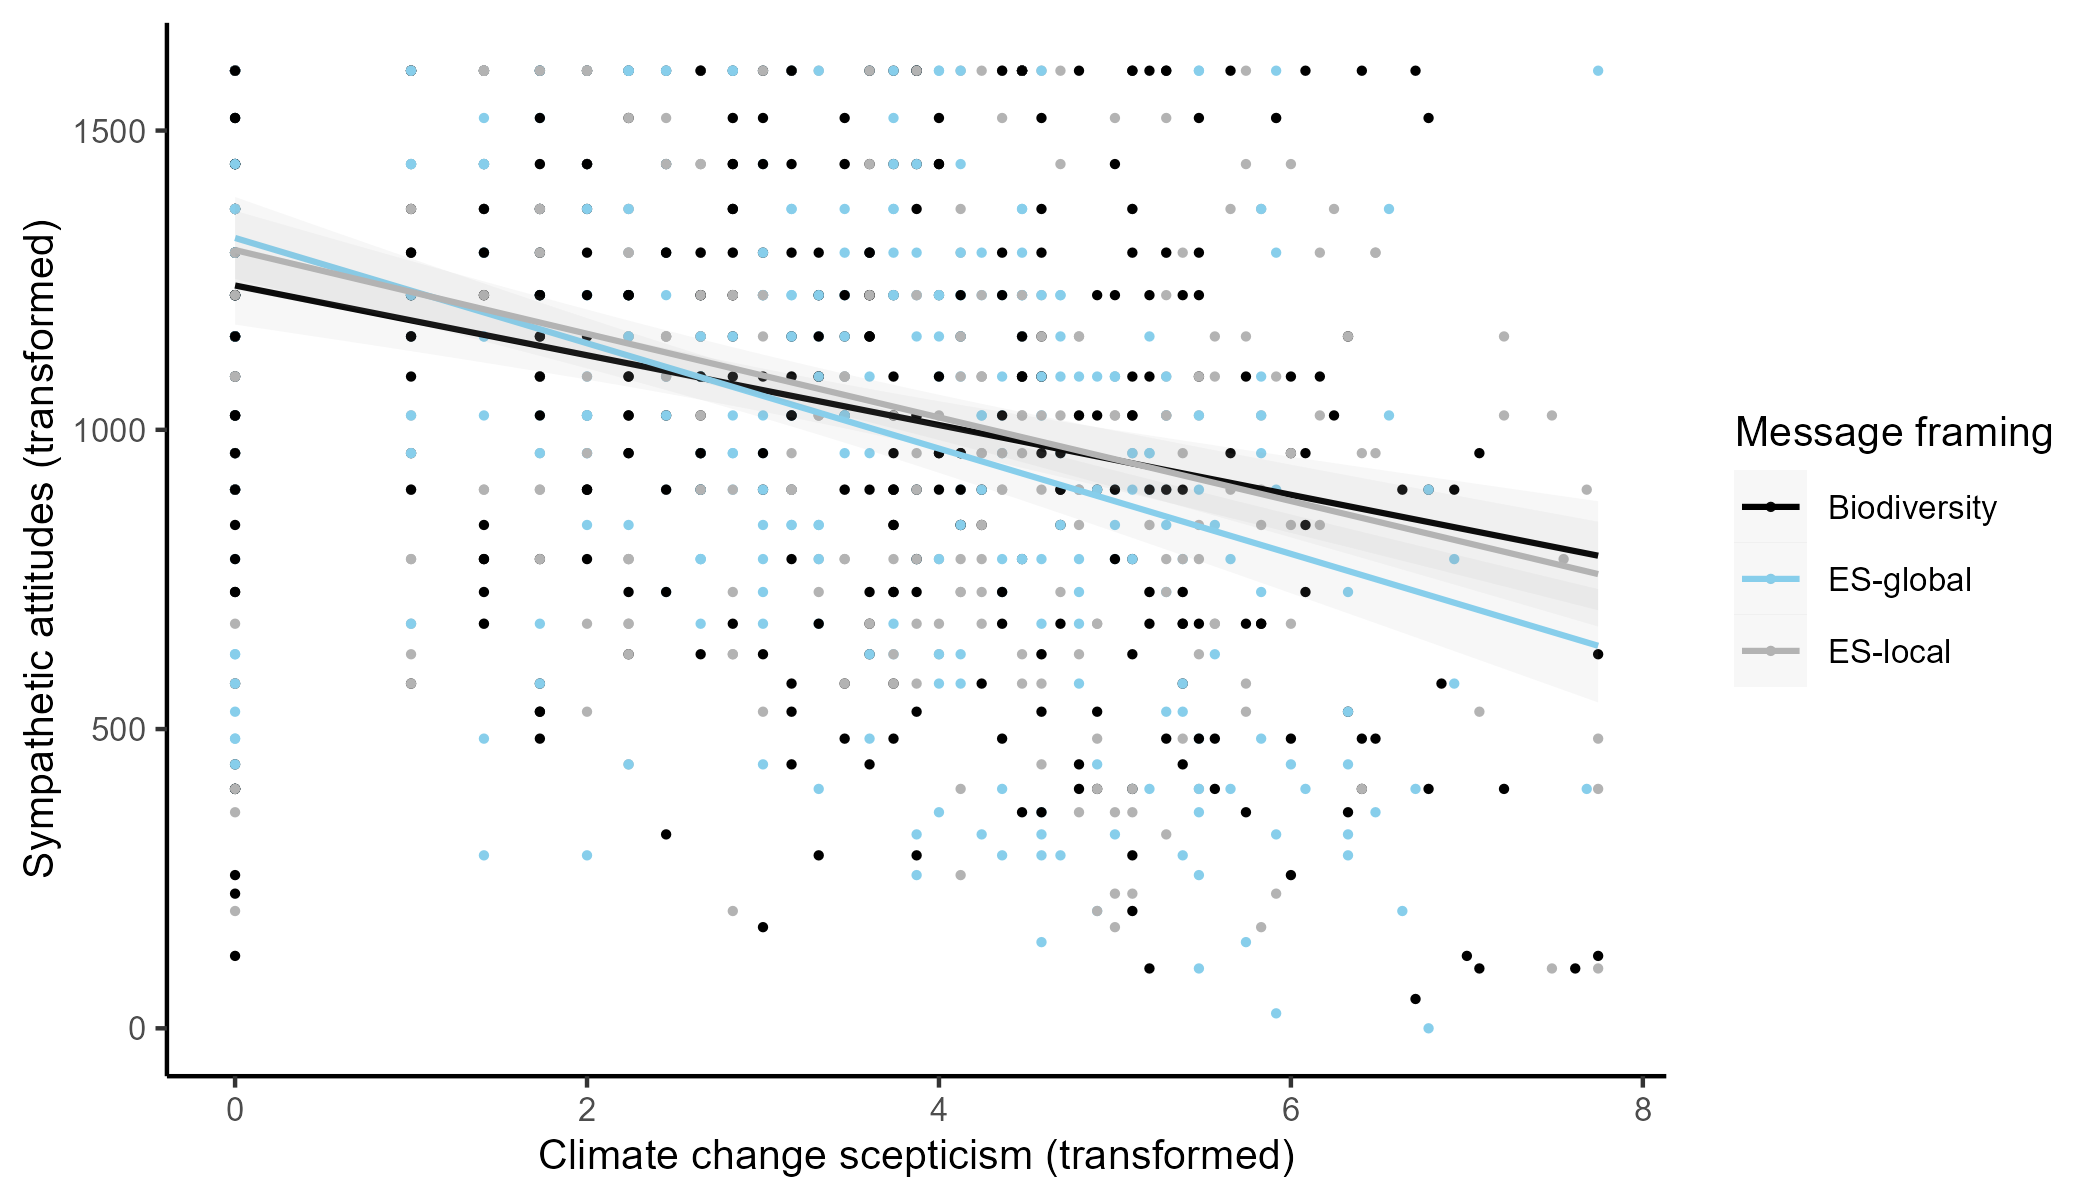 Sympathetic attitudes (transformed)
1500
1000
500
0
0 2 4 6 8
Climate change scepticism (transformed)
Message framing
Biodiversity
ES-global
ES-local